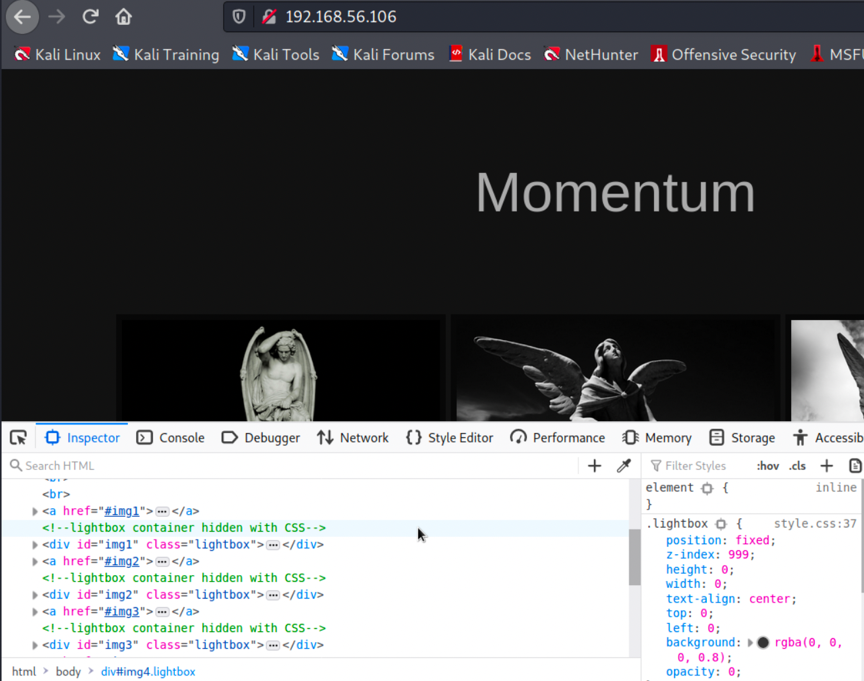 192.168.56.106
Kali Linux Kali Training Kali Tools Kali Forums Kali Docs NetHunter Offensive Security MSFU
Momentum
Inspector Console Debugger Network Style Editor Performance Memory Storage Accessib
Search HTML
<br>
<a href="#img1"> ••• </a>
<!--lightbox container hidden with CSS-->
<div id="img1" class="lightbox"> ••• </div>
<a href="#img2"> ••• </a>
<!--lightbox container hidden with CSS-->
<div id="img2" class="lightbox"> ••• </div>
<a href="#img3"> ••• </a>
<!--lightbox container hidden with CSS-->
<div id="img3" class="lightbox"> ••• </div>
html > body > div#img4.lightbox
Filter Styles :hov .cls
element { inline
}
.lightbox { style.css:37
position: fixed;
z-index: 999;
height: 0;
width: 0;
text-align: center;
top: 0;
left: 0;
background: rgba(0, 0,
0, 0.8);
opacity: 0;